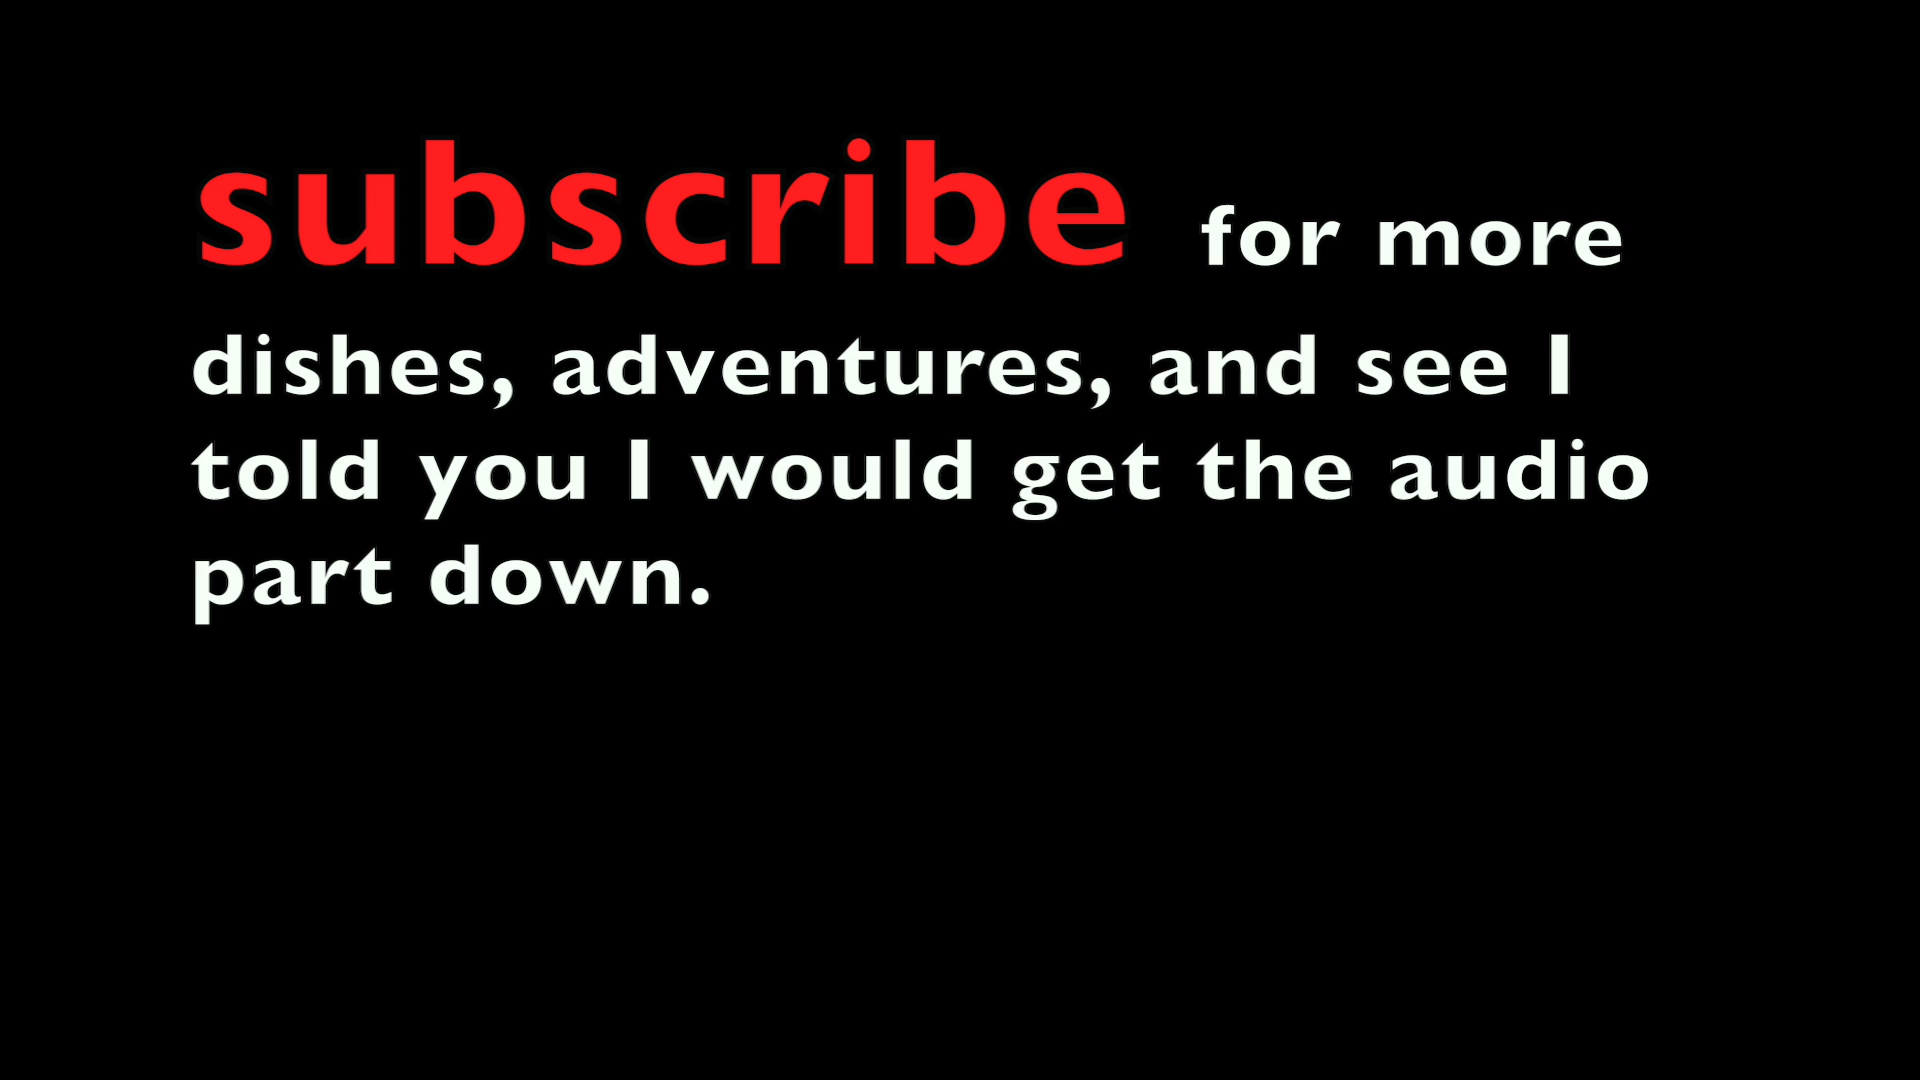 subscribe for more
dishes, adventures, and see I
told you I would get the audio
part down.